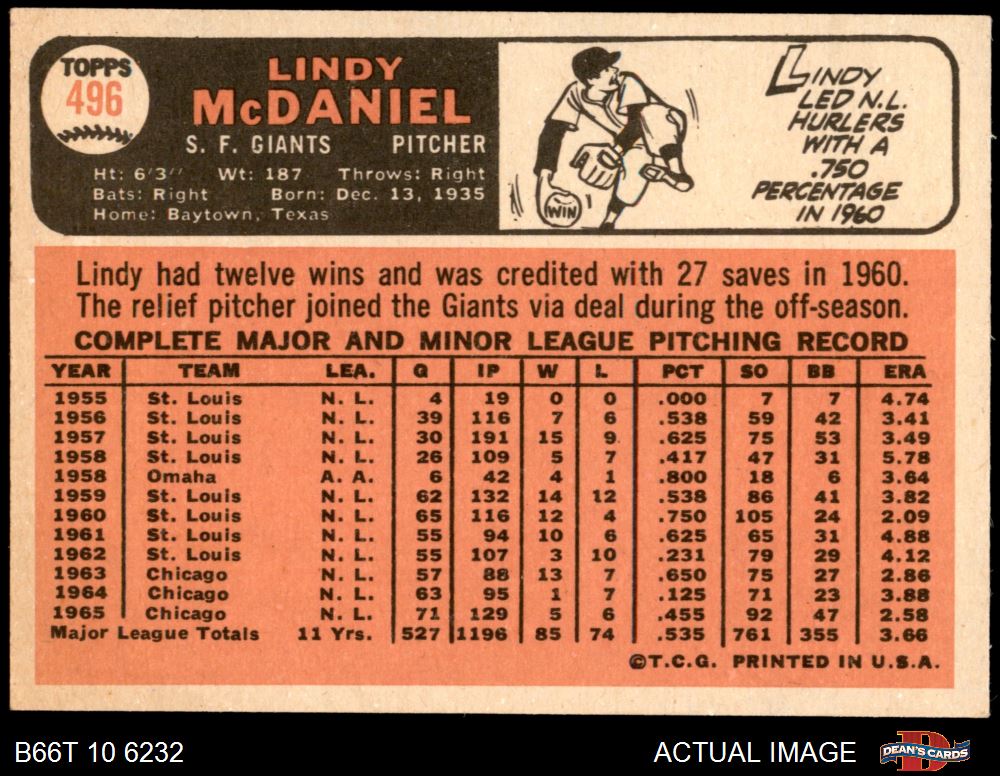 TOPPS
496
LINDY
McDANIEL
S. F. GIANTS PITCHER
Ht: 6'3" Wt: 187 Throws: Right
Bats: Right Born: Dec. 13, 1935
Home: Baytown, Texas
WIN
LINDY
LED N.L.
HURLERS
WITH A
.750
PERCENTAGE
IN 1960
Lindy had twelve wins and was credited with 27 saves in 1960.
The relief pitcher joined the Giants via deal during the off-season.
COMPLETE MAJOR AND MINOR LEAGUE PITCHING RECORD
YEAR TEAM LEA. G IP W L PCT SO BB ERA
1955 St. Louis N. L. 4 19 0 0 .000 7 7 4.74
1956 St. Louis N. L. 39 116 7 6 .538 59 42 3.41
1957 St. Louis N. L. 30 191 15 9 .625 75 53 3.49
1958 St. Louis N. L. 26 109 5 7 .417 47 31 5.78
1958 Omaha A. A. 6 42 4 1 .800 18 6 3.64
1959 St. Louis N. L. 62 132 14 12 .538 86 41 3.82
1960 St. Louis N. L. 65 116 12 4 .750 105 24 2.09
1961 St. Louis N. L. 55 94 10 6 .625 65 31 4.88
1962 St. Louis N. L. 55 107 3 10 .231 79 29 4.12
1963 Chicago N. L. 57 88 13 7 .650 75 27 2.86
1964 Chicago N. L. 63 95 1 7 .125 71 23 3.88
1965 Chicago N. L. 71 129 5 6 .455 92 47 2.58
Major League Totals 11 Yrs. 527 1196 85 74 .535 761 355 3.66
©T.C.G. PRINTED IN U.S.A.
B66T 10 6232 ACTUAL IMAGE DEAN'S CARDS